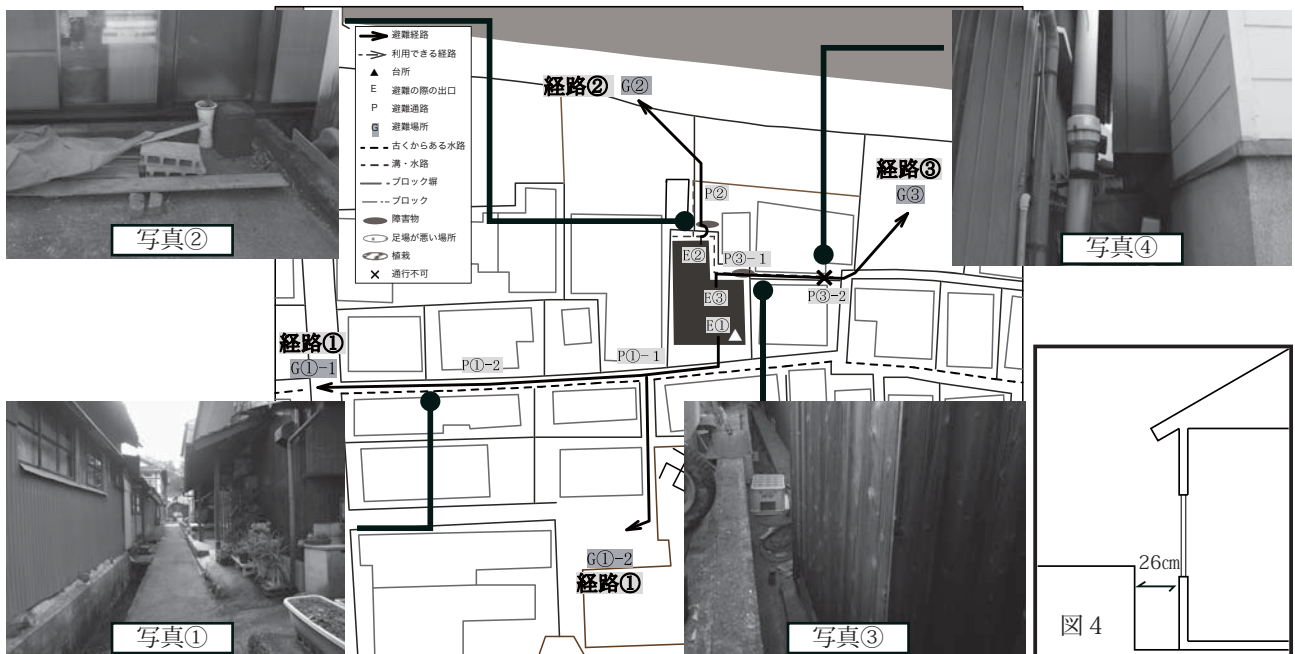 避難経路
利用できる経路
▲ 台所
E 避難の際の出口
P 避難通路
G 避難場所
古くからある水路
溝・水路
ブロック塀
ブロック
障害物
足場が悪い場所
植栽
× 通行不可
写真②
写真④
経路② G②
経路③
G③
P②
E②
P③-1
P③-2
E③
E①
経路①
G①-1
P①-2
P①-1
G①-2
経路①
写真①
写真③
26㎝
図4